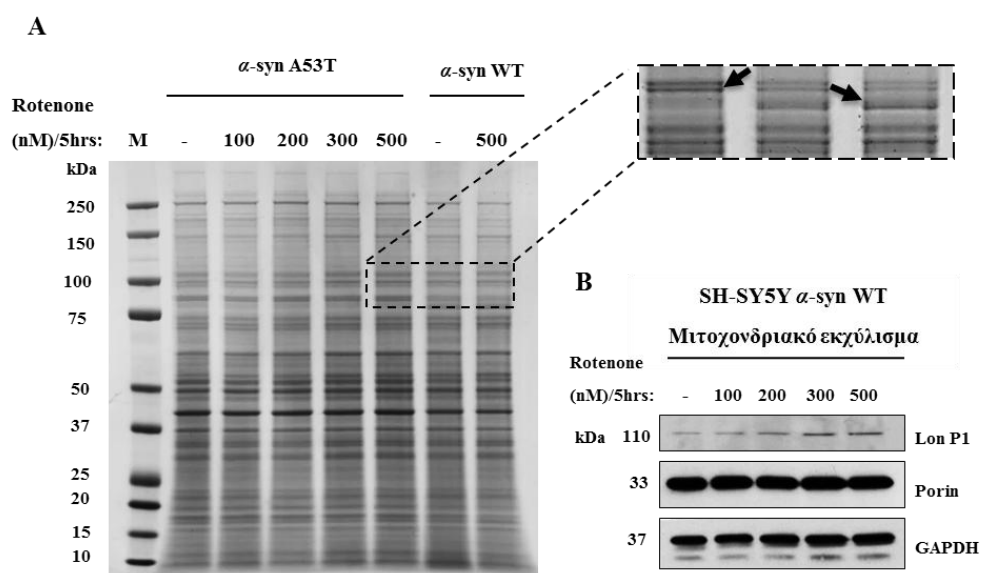 A
α-syn A53T
α-syn WT
Rotenone
(nM)/5hrs: M - 100 200 300 500 - 500
kDa
250
150
100
75
50
37
25
20
15
10
B
SH-SY5Y α-syn WT
Μιτοχονδριακό εκχύλισμα
Rotenone
(nM)/5hrs: - 100 200 300 500
kDa 110 Lon P1
33 Porin
37 GAPDH